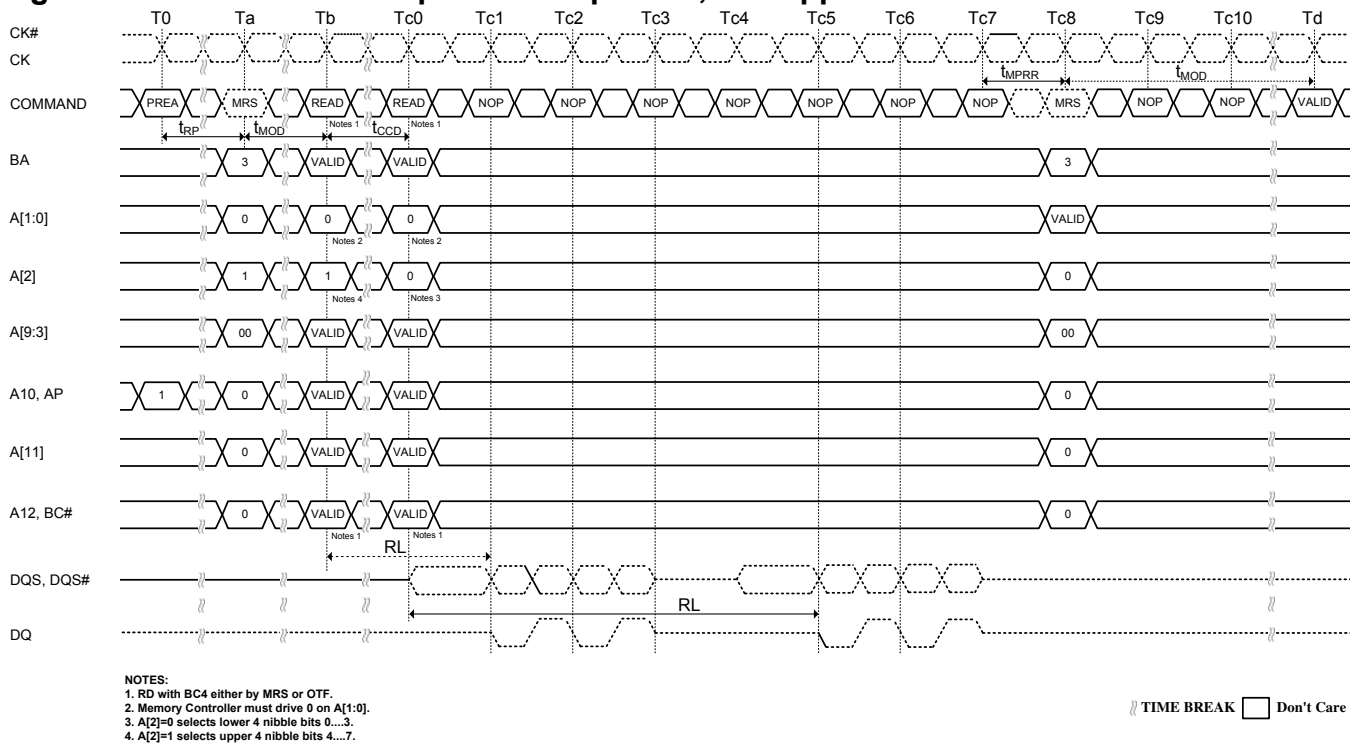 T0 Ta Tb Tc0 Tc1 Tc2 Tc3 Tc4 Tc5 Tc6 Tc7 Tc8 Tc9 Tc10 Td
CK#
CK
tMPRR tMOD
COMMAND PREA MRS READ READ NOP NOP NOP NOP NOP NOP NOP MRS NOP NOP VALID
Notes 1 Notes 1
tRP tMOD tCCD
BA 3 VALID VALID 3
A[1:0] 0 0 0 VALID
Notes 2 Notes 2
A[2] 1 1 0 0
Notes 4 Notes 3
A[9:3] 00 VALID VALID 00
A10, AP 1 0 VALID VALID 0
A[11] 0 VALID VALID 0
A12, BC# 0 VALID VALID 0
Notes 1 Notes 1
RL
DQS, DQS#
RL
DQ
NOTES:
1. RD with BC4 either by MRS or OTF.
2. Memory Controller must drive 0 on A[1:0].
3. A[2]=0 selects lower 4 nibble bits 0....3.
4. A[2]=1 selects upper 4 nibble bits 4....7.
TIME BREAK Don't Care